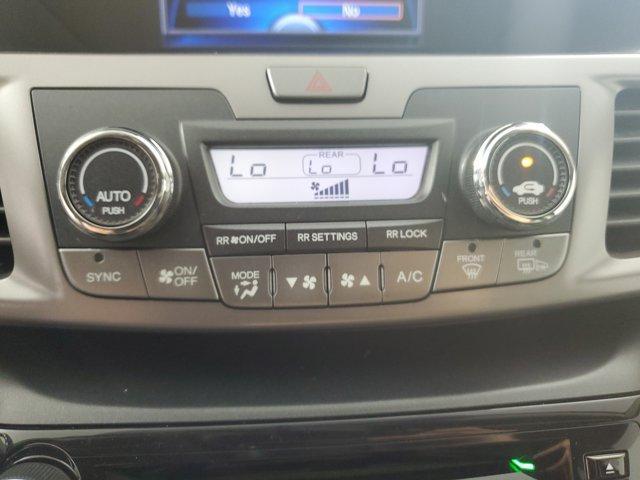 Yes No
REAR
Lo Lo Lo
AUTO
PUSH
PUSH
RR ON/OFF RR SETTINGS RR LOCK
SYNC ON/OFF MODE A/C FRONT REAR